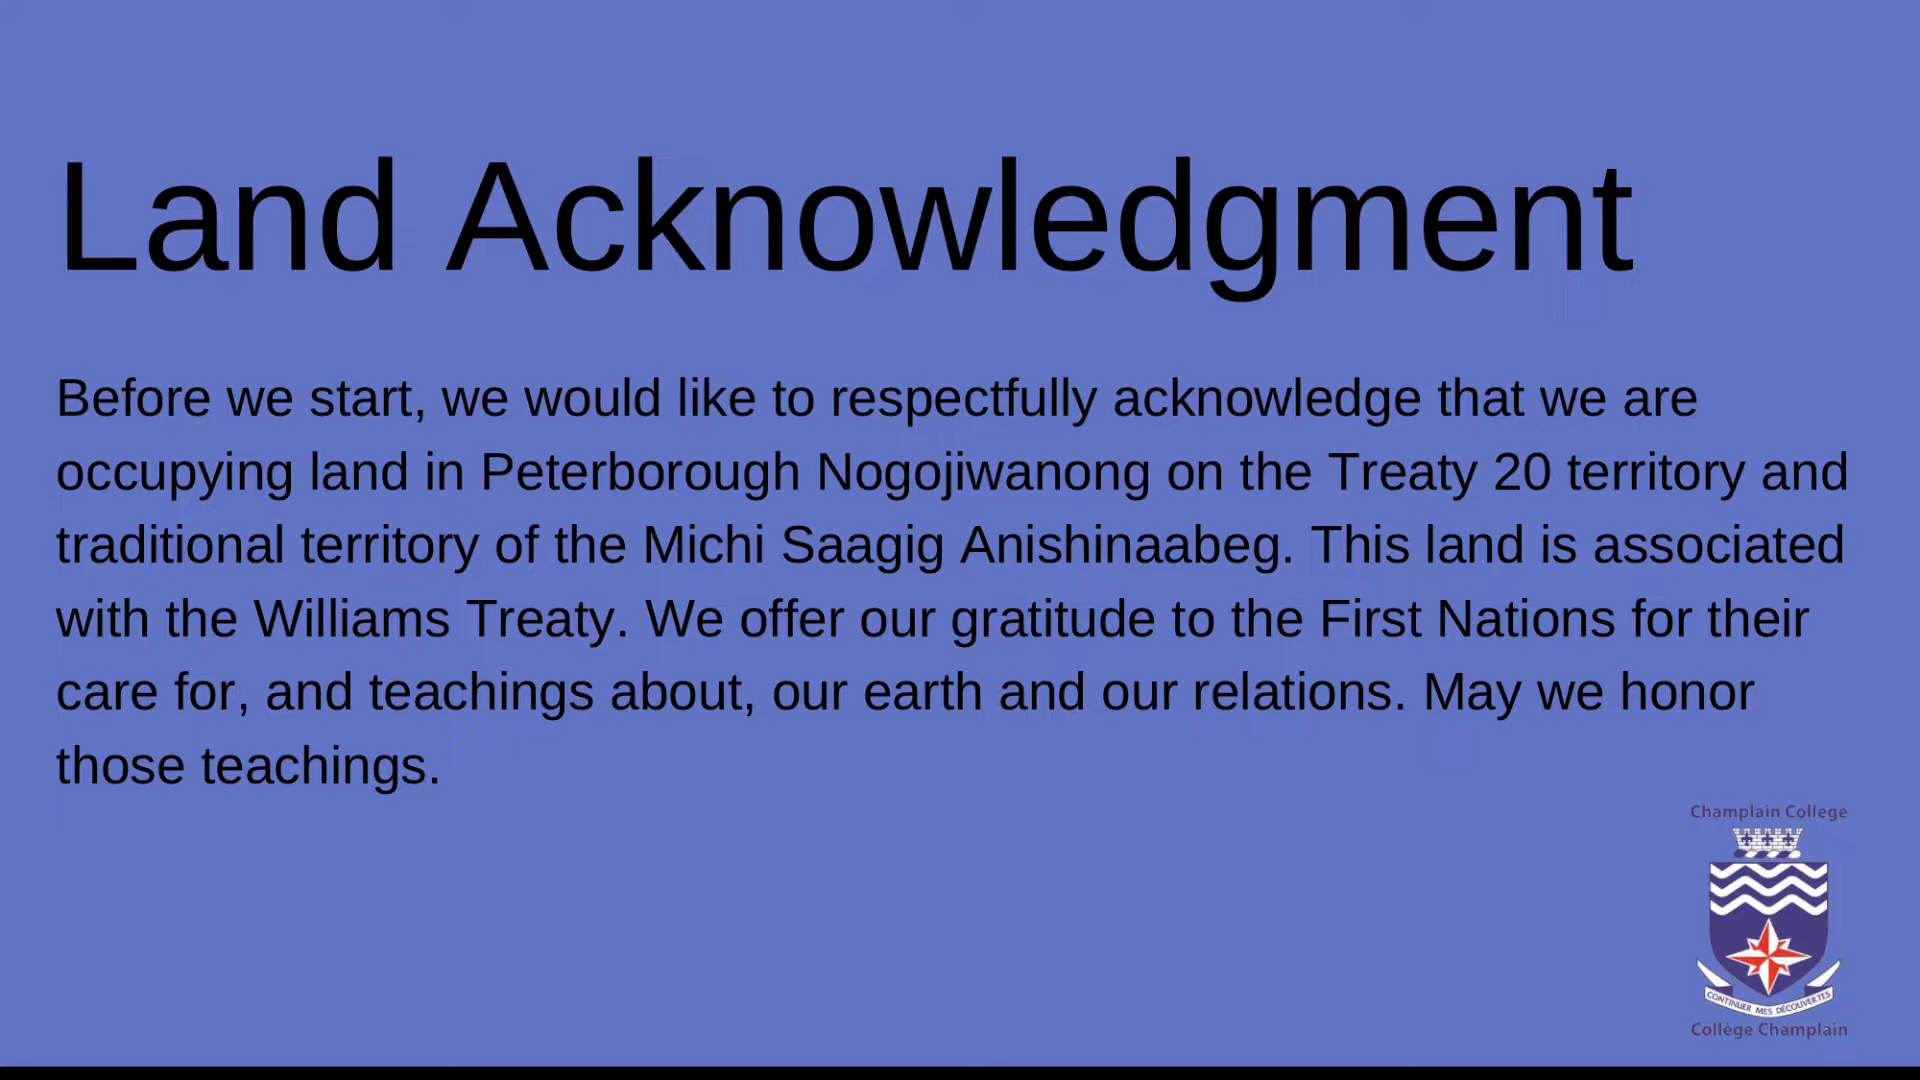 Land Acknowledgment
Before we start, we would like to respectfully acknowledge that we are
occupying land in Peterborough Nogojiwanong on the Treaty 20 territory and
traditional territory of the Michi Saagig Anishinaabeg. This land is associated
with the Williams Treaty. We offer our gratitude to the First Nations for their
care for, and teachings about, our earth and our relations. May we honor
those teachings.
Champlain College
CONTINUER MES DÉCOUVERTES
Collège Champlain